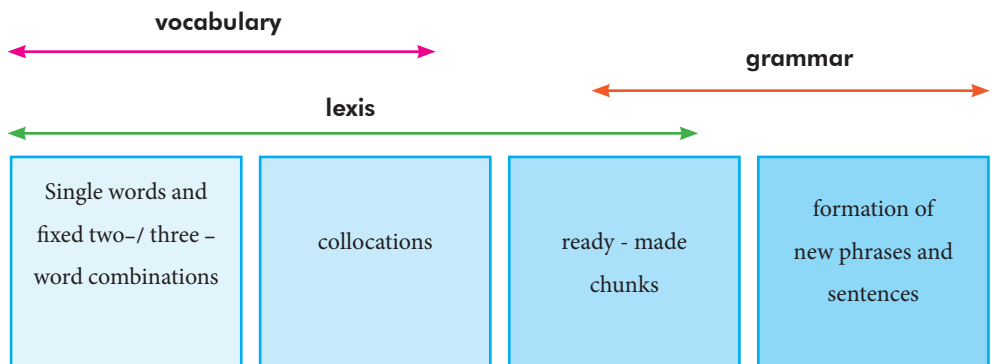 vocabulary
grammar
lexis
Single words and
fixed two–/ three –
word combinations
collocations
ready - made
chunks
formation of
new phrases and
sentences